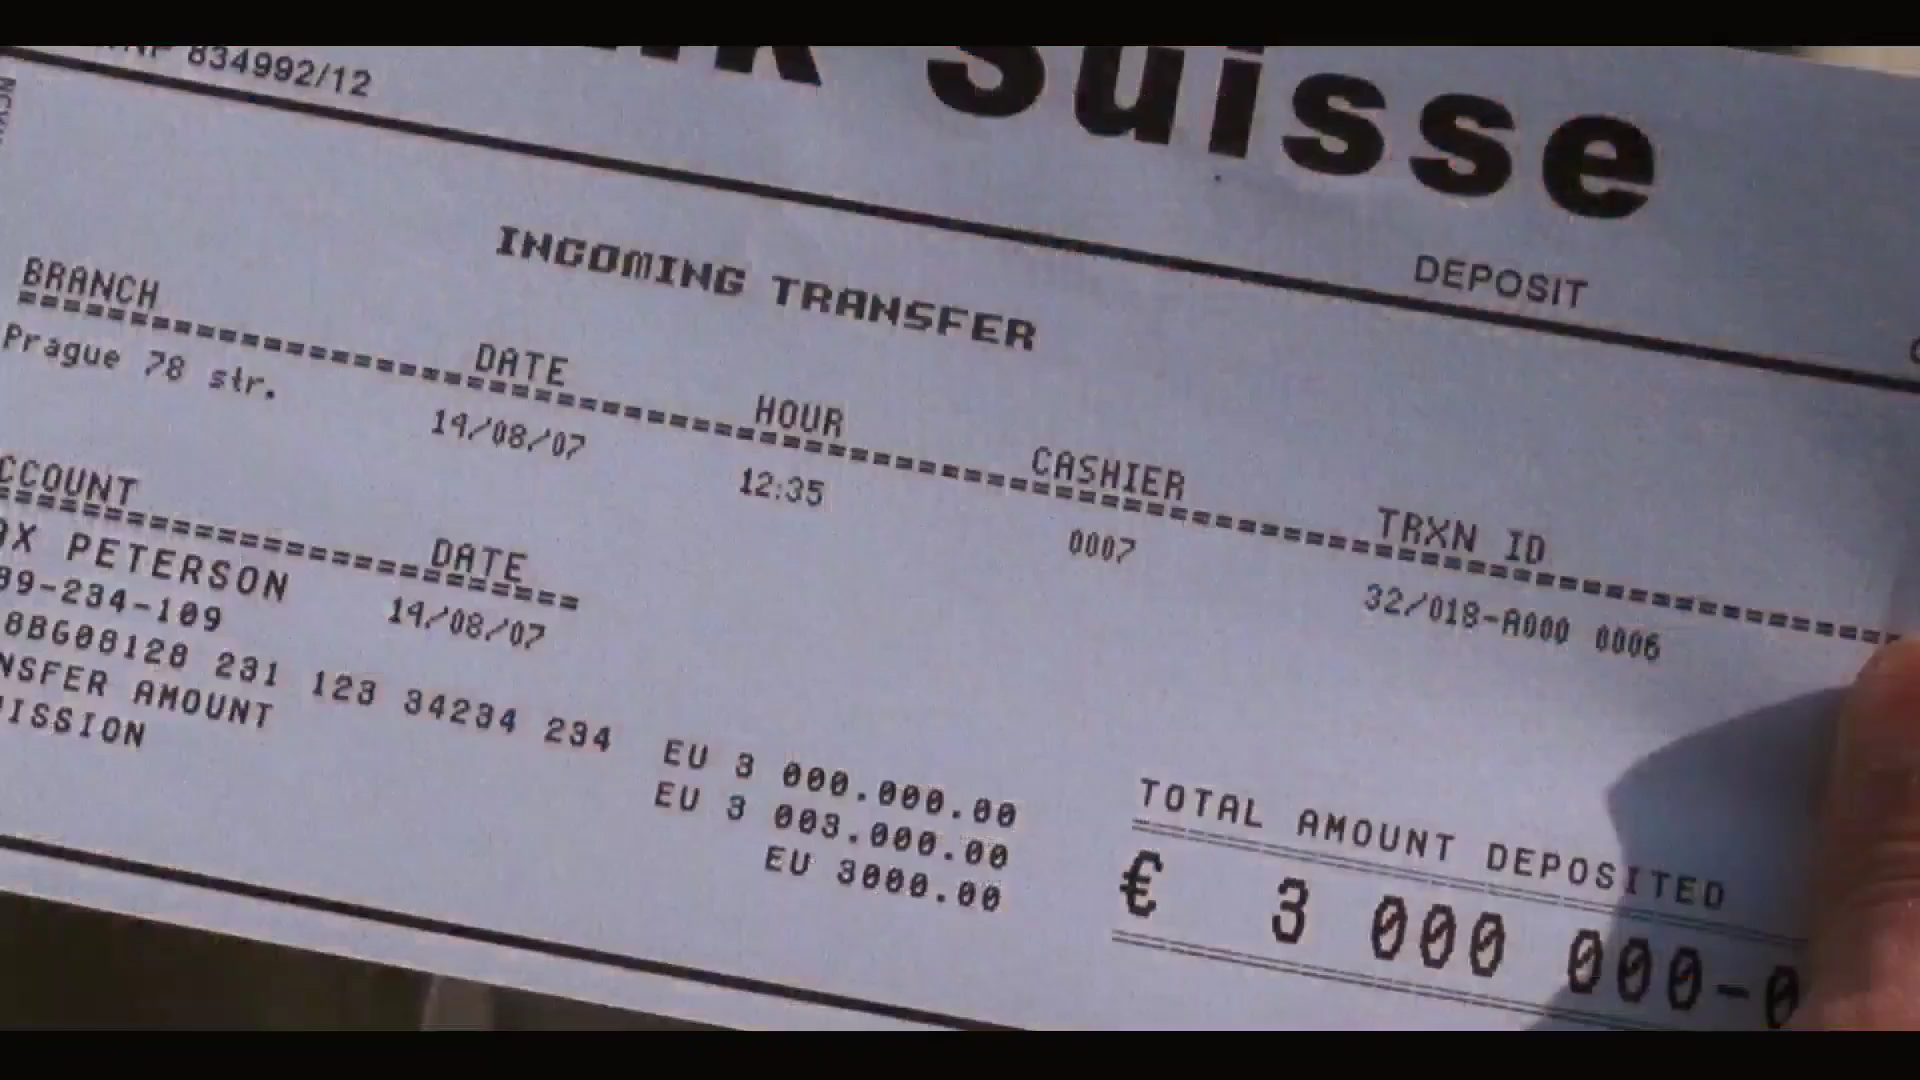 834992/12
Suisse
DEPOSIT
INCOMING TRANSFER
BRANCH DATE HOUR CASHIER TRXN ID
Prague 78 str. 14/08/07 12:35 0007 32/018-A000 0006
CCOUNT DATE
X PETERSON 14/08/07
39-234-109
8BG08128 231 123 34234 234
NSFER AMOUNT EU 3 000.000.00
ISSION EU 3 003.000.00
EU 3000.00
TOTAL AMOUNT DEPOSITED
€ 3 000 000-0